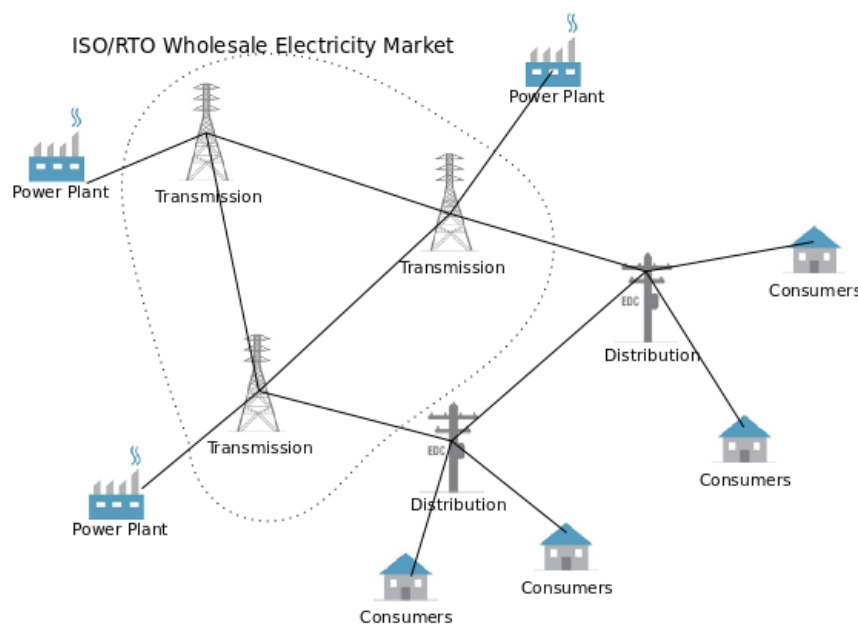 ISO/RTO Wholesale Electricity Market
Power Plant
Power Plant
Transmission
Transmission
Consumers
EDC
Distribution
Transmission
EDC
Consumers
Distribution
Power Plant
Consumers
Consumers